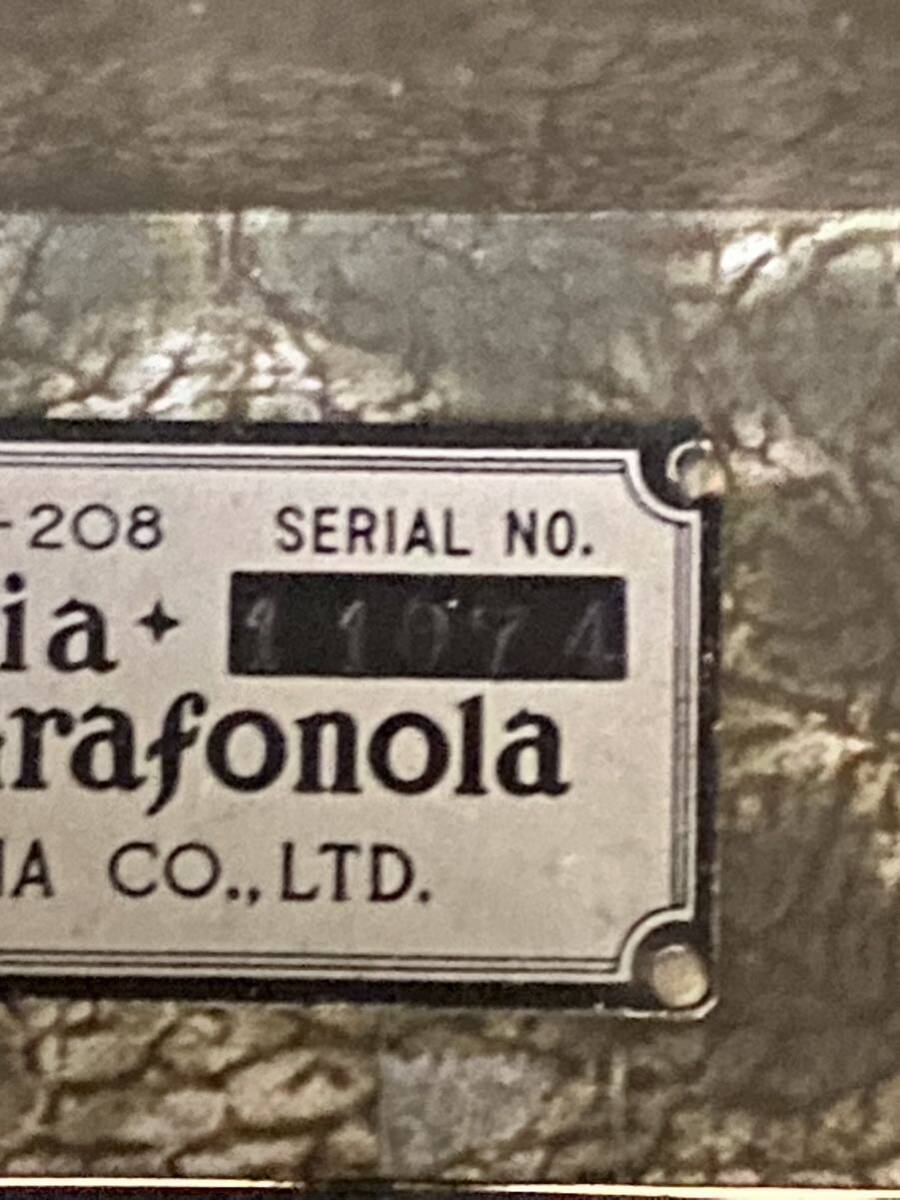 -208 SERIAL NO.
ia✦ 11074
rafonola
IA CO., LTD.